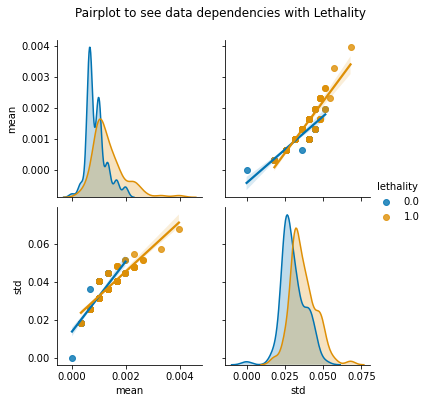 Pairplot to see data dependencies with Lethality
0.004
0.003
0.002
0.001
0.000
mean
lethality
0.0
1.0
0.06
0.04
0.02
0.00
std
0.000 0.002 0.004
mean
0.000 0.025 0.050 0.075
std